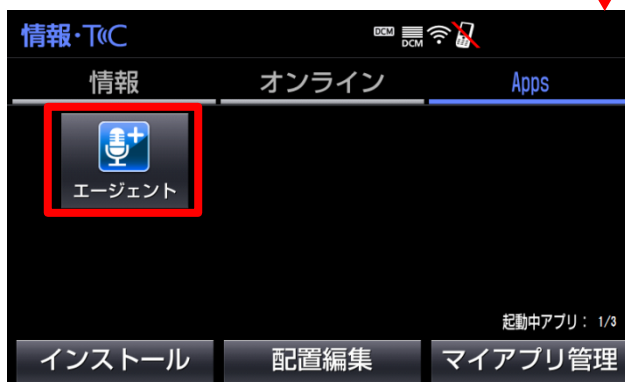 情報・T《C
DCM DCM
情報 オンライン Apps
エージェント
起動中アプリ: 1/3
インストール 配置編集 マイアプリ管理